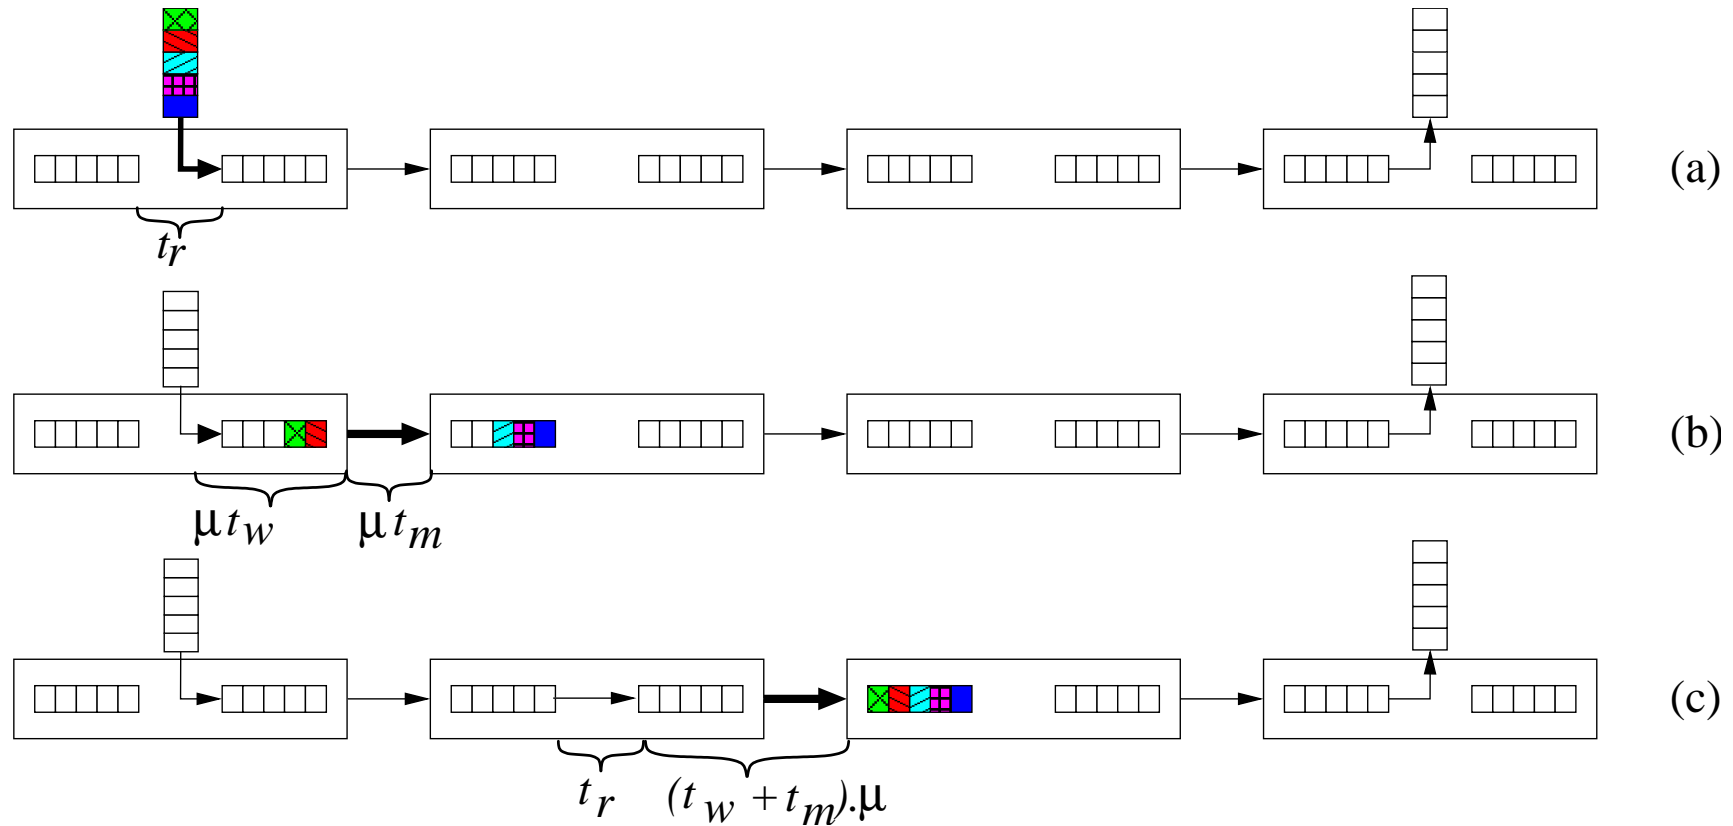 (a)
t_r
(b)
μ t_w μ t_m
(c)
t_r (t_w + t_m).μ